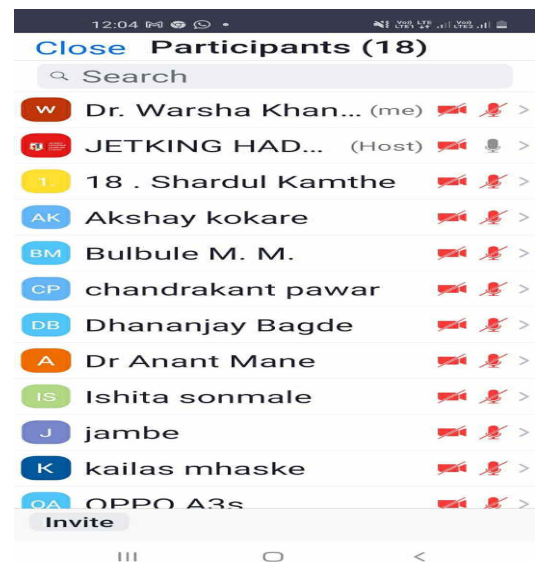 12:04
Close Participants (18)
Search
W Dr. Warsha Khan... (me)
JETKING HAD... (Host)
1. 18 . Shardul Kamthe
AK Akshay kokare
BM Bulbule M. M.
CP chandrakant pawar
DB Dhananjay Bagde
A Dr Anant Mane
IS Ishita sonmale
J jambe
K kailas mhaske
OA OPPO A3s
Invite